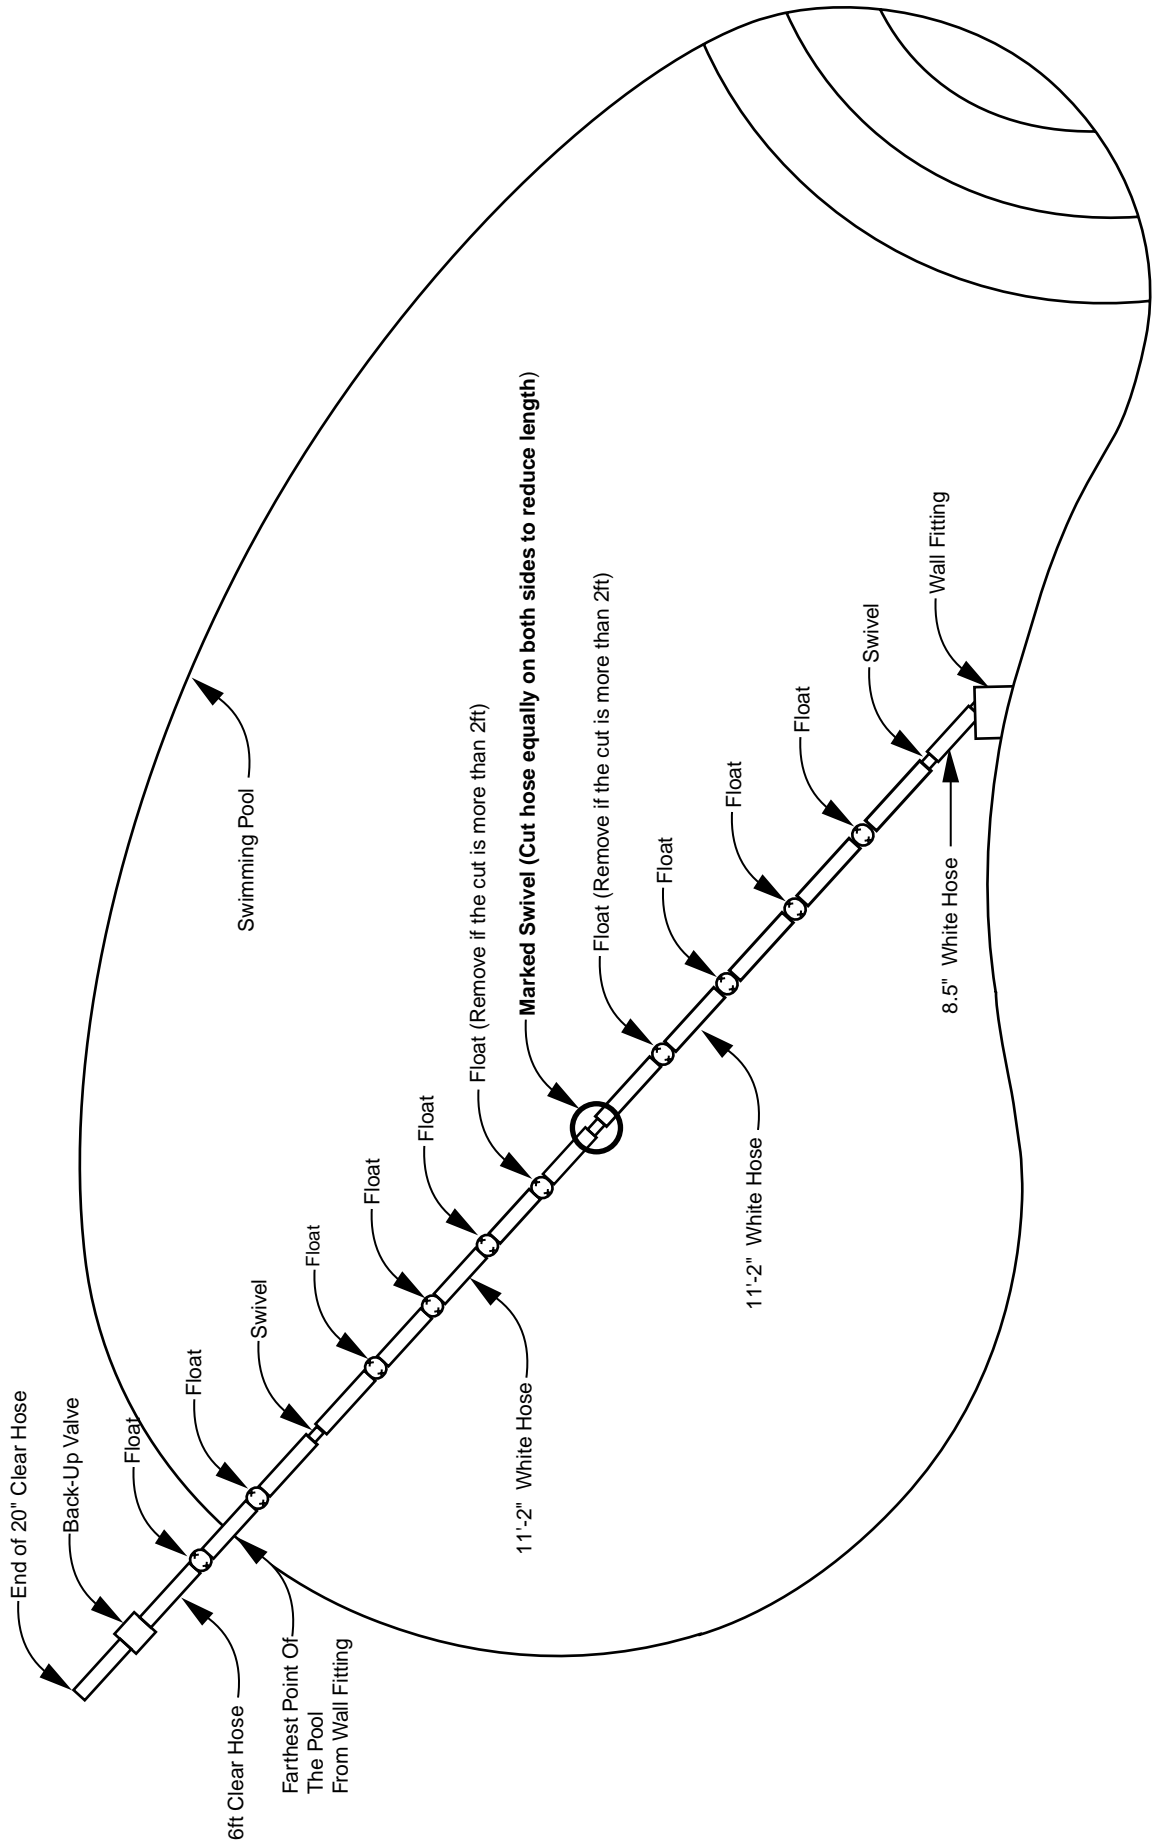 End of 20" Clear Hose
Back-Up Valve
Float
Float
Swivel
Float
Float
Float
Float (Remove if the cut is more than 2ft)
Marked Swivel (Cut hose equally on both sides to reduce length)
Float (Remove if the cut is more than 2ft)
Float
Float
Float
Swivel
Wall Fitting
Swimming Pool
6ft Clear Hose
Farthest Point Of
The Pool
From Wall Fitting
11'-2" White Hose
11'-2" White Hose
8.5" White Hose